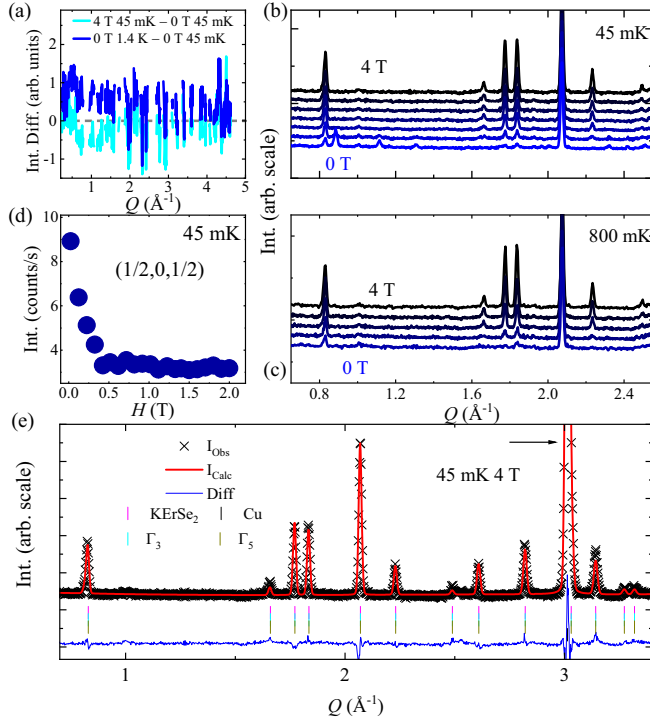 (a)
4 T 45 mK − 0 T 45 mK
0 T 1.4 K − 0 T 45 mK
Int. Diff. (arb. units)
1
0
-1
1 2 3 4 5
Q (Å⁻¹)
(b)
45 mK
4 T
0 T
Int. (arb. scale)
800 mK
4 T
0 T
(c)
0.8 1.2 1.6 2.0 2.4
Q (Å⁻¹)
(d)
45 mK
(1/2,0,1/2)
Int. (counts/s)
10
8
6
4
0.0 0.5 1.0 1.5 2.0
H (T)
(e)
I_Obs
I_Calc
Diff
KErSe₂ Cu
Γ₃ Γ₅
45 mK 4 T
Int. (arb. scale)
1 2 3
Q (Å⁻¹)